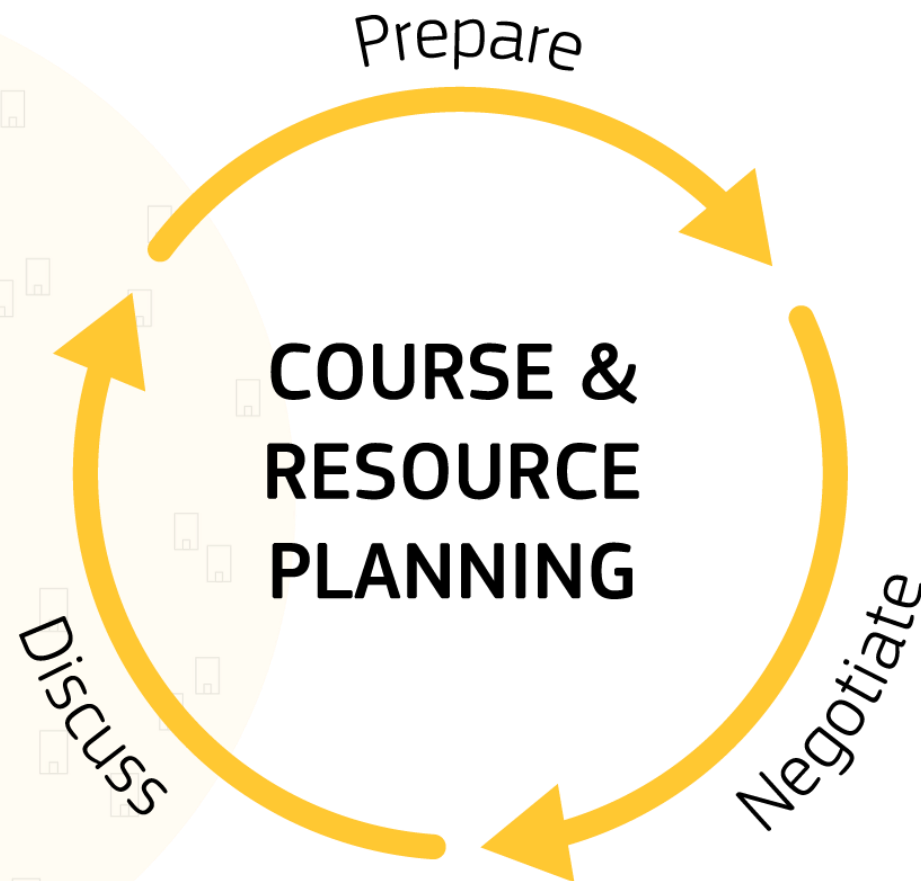 Prepare
COURSE &
RESOURCE
PLANNING
Negotiate
Discuss